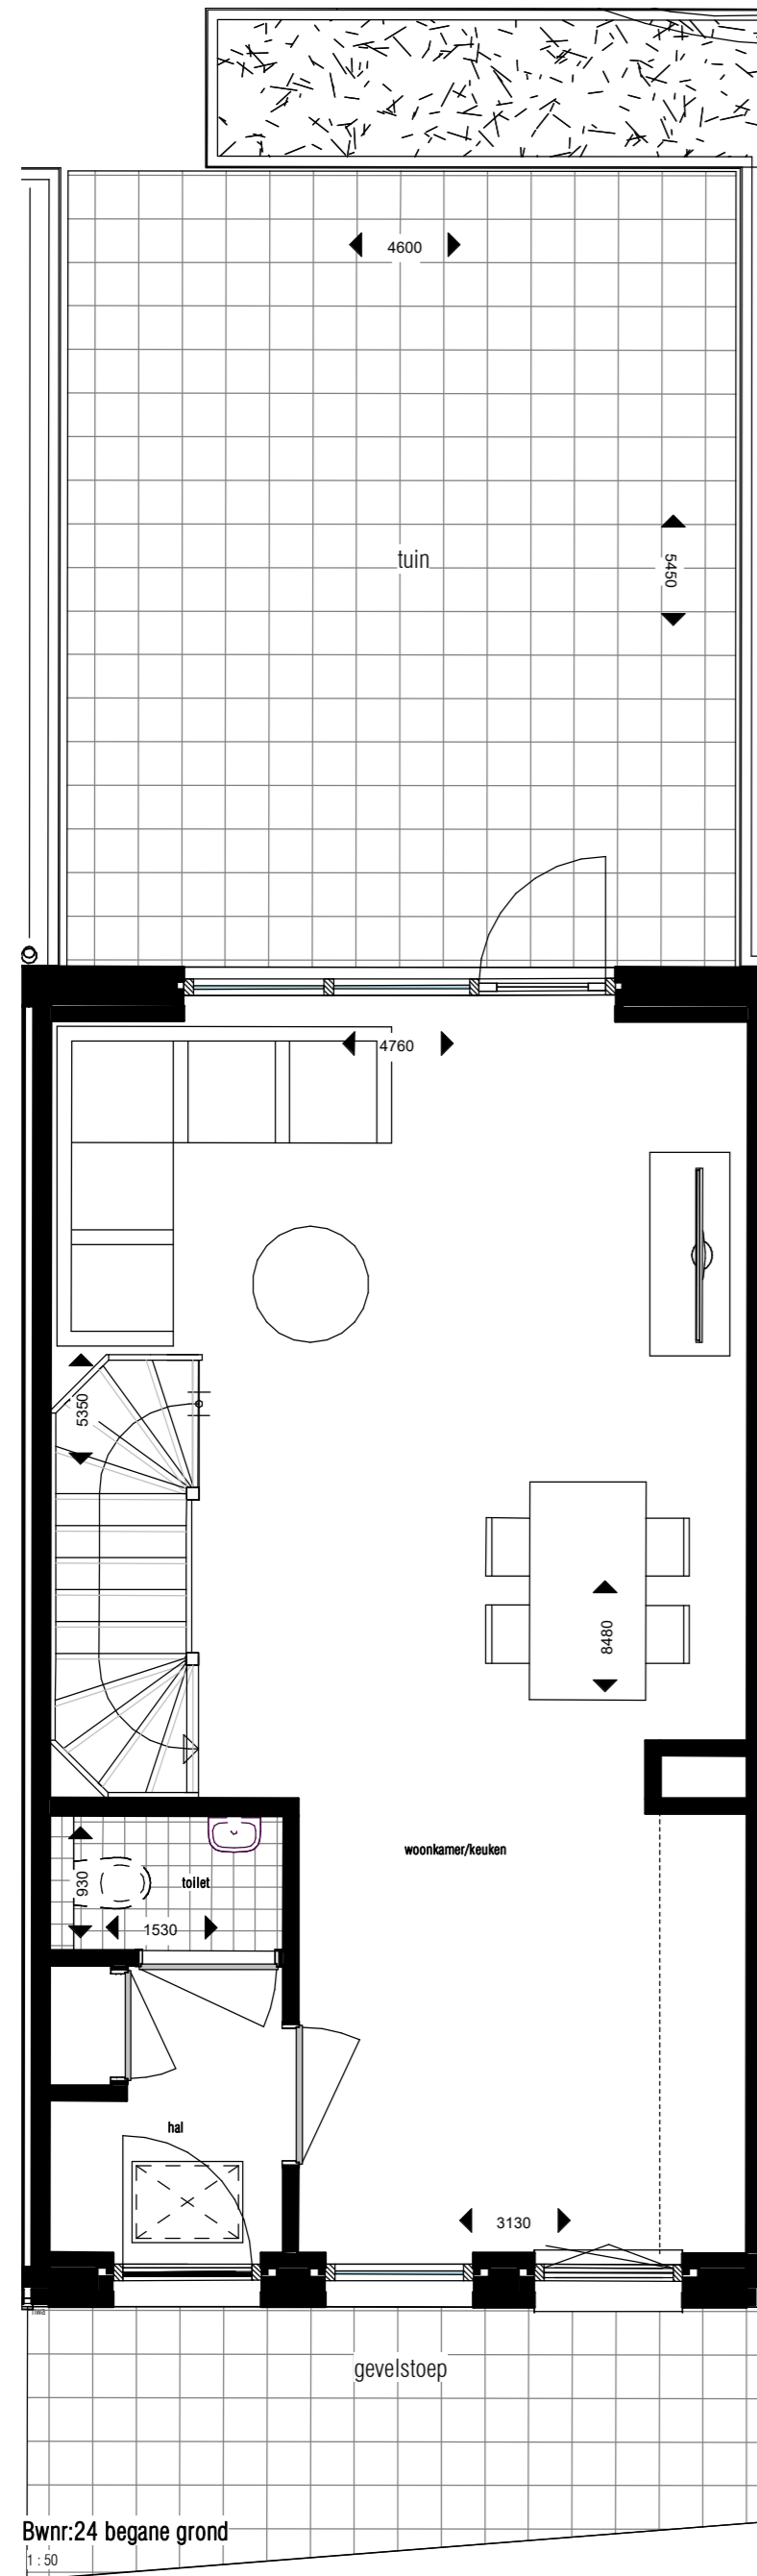 4600
tuin
5450
4760
5350
8480
woonkamer/keuken
930
toilet
1530
hal
3130
hwa
gevelstoep
Bwnr:24 begane grond
1 : 50